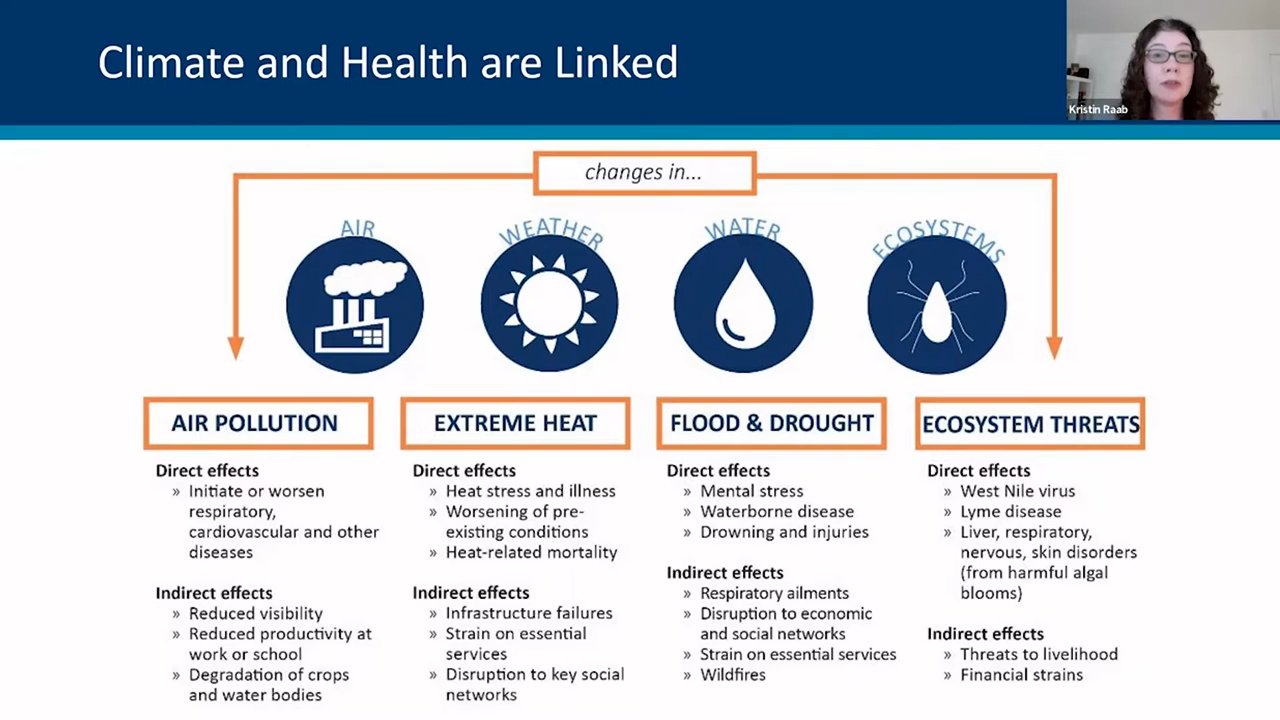 Climate and Health are Linked
Kristin Raab
changes in...
AIR
WEATHER
WATER
ECOSYSTEMS
AIR POLLUTION
Direct effects
» Initiate or worsen
respiratory,
cardiovascular and other
diseases
Indirect effects
» Reduced visibility
» Reduced productivity at
work or school
» Degradation of crops
and water bodies
EXTREME HEAT
Direct effects
» Heat stress and illness
» Worsening of pre-
existing conditions
» Heat-related mortality
Indirect effects
» Infrastructure failures
» Strain on essential
services
» Disruption to key social
networks
FLOOD & DROUGHT
Direct effects
» Mental stress
» Waterborne disease
» Drowning and injuries
Indirect effects
» Respiratory ailments
» Disruption to economic
and social networks
» Strain on essential services
» Wildfires
ECOSYSTEM THREATS
Direct effects
» West Nile virus
» Lyme disease
» Liver, respiratory,
nervous, skin disorders
(from harmful algal
blooms)
Indirect effects
» Threats to livelihood
» Financial strains